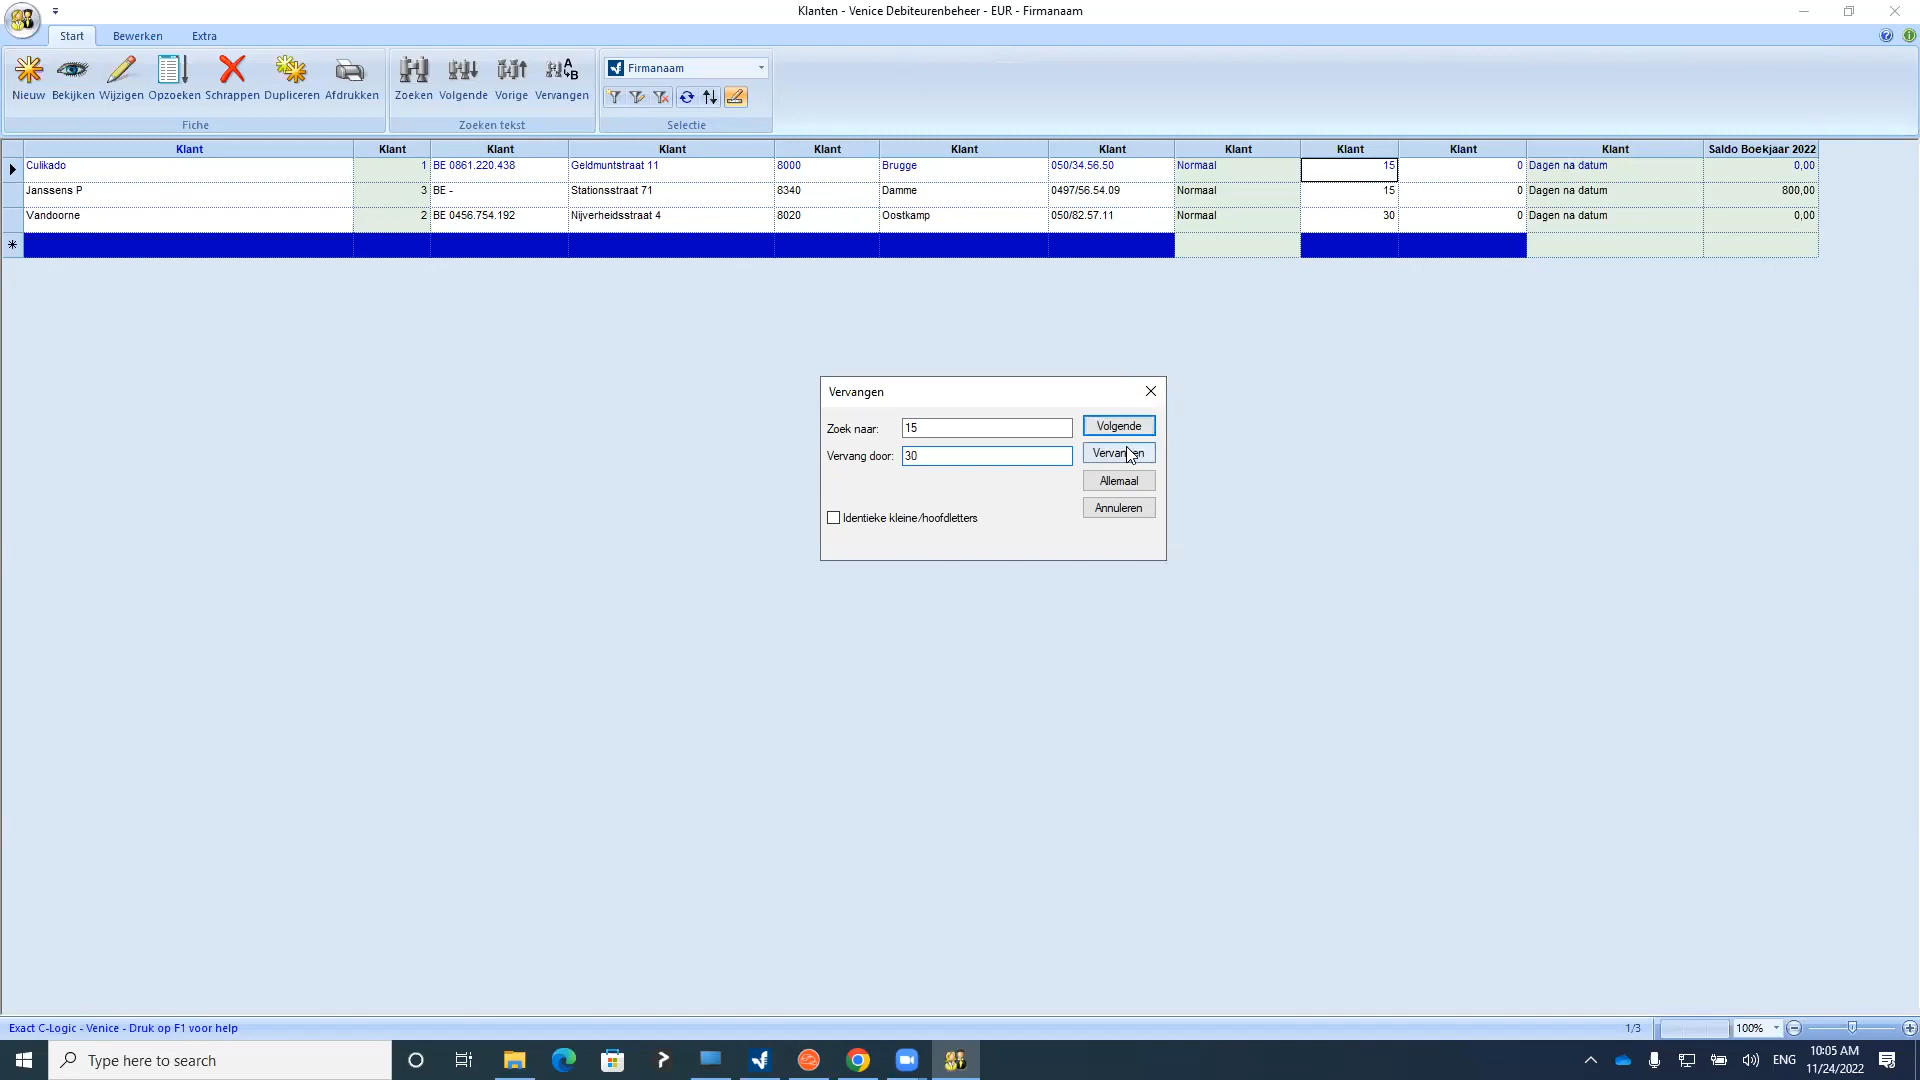 Klanten - Venice Debiteurenbeheer - EUR - Firmanaam
Start Bewerken Extra
Nieuw Bekijken Wijzigen Opzoeken Schrappen Dupliceren Afdrukken Zoeken Volgende Vorige Vervangen
Firmanaam
Fiche Zoeken tekst Selectie
Klant Klant Klant Klant Klant Klant Klant Klant Klant Klant Klant Saldo Boekjaar 2022
Culikado 1 BE 0861.220.438 Geldmuntstraat 11 8000 Brugge 050/34.56.50 Normaal 15 0 Dagen na datum 0,00
Janssens P 3 BE - Stationsstraat 71 8340 Damme 0497/56.54.09 Normaal 15 0 Dagen na datum 800,00
Vandoorne 2 BE 0456.754.192 Nijverheidsstraat 4 8020 Oostkamp 050/82.57.11 Normaal 30 0 Dagen na datum 0,00
Vervangen
Zoek naar: 15 Volgende
Vervang door: 30 Vervangen
Allemaal
Annuleren
Identieke kleine/hoofdletters
Exact C-Logic - Venice - Druk op F1 voor help 1/3 100%
Type here to search
ENG
10:05 AM
11/24/2022